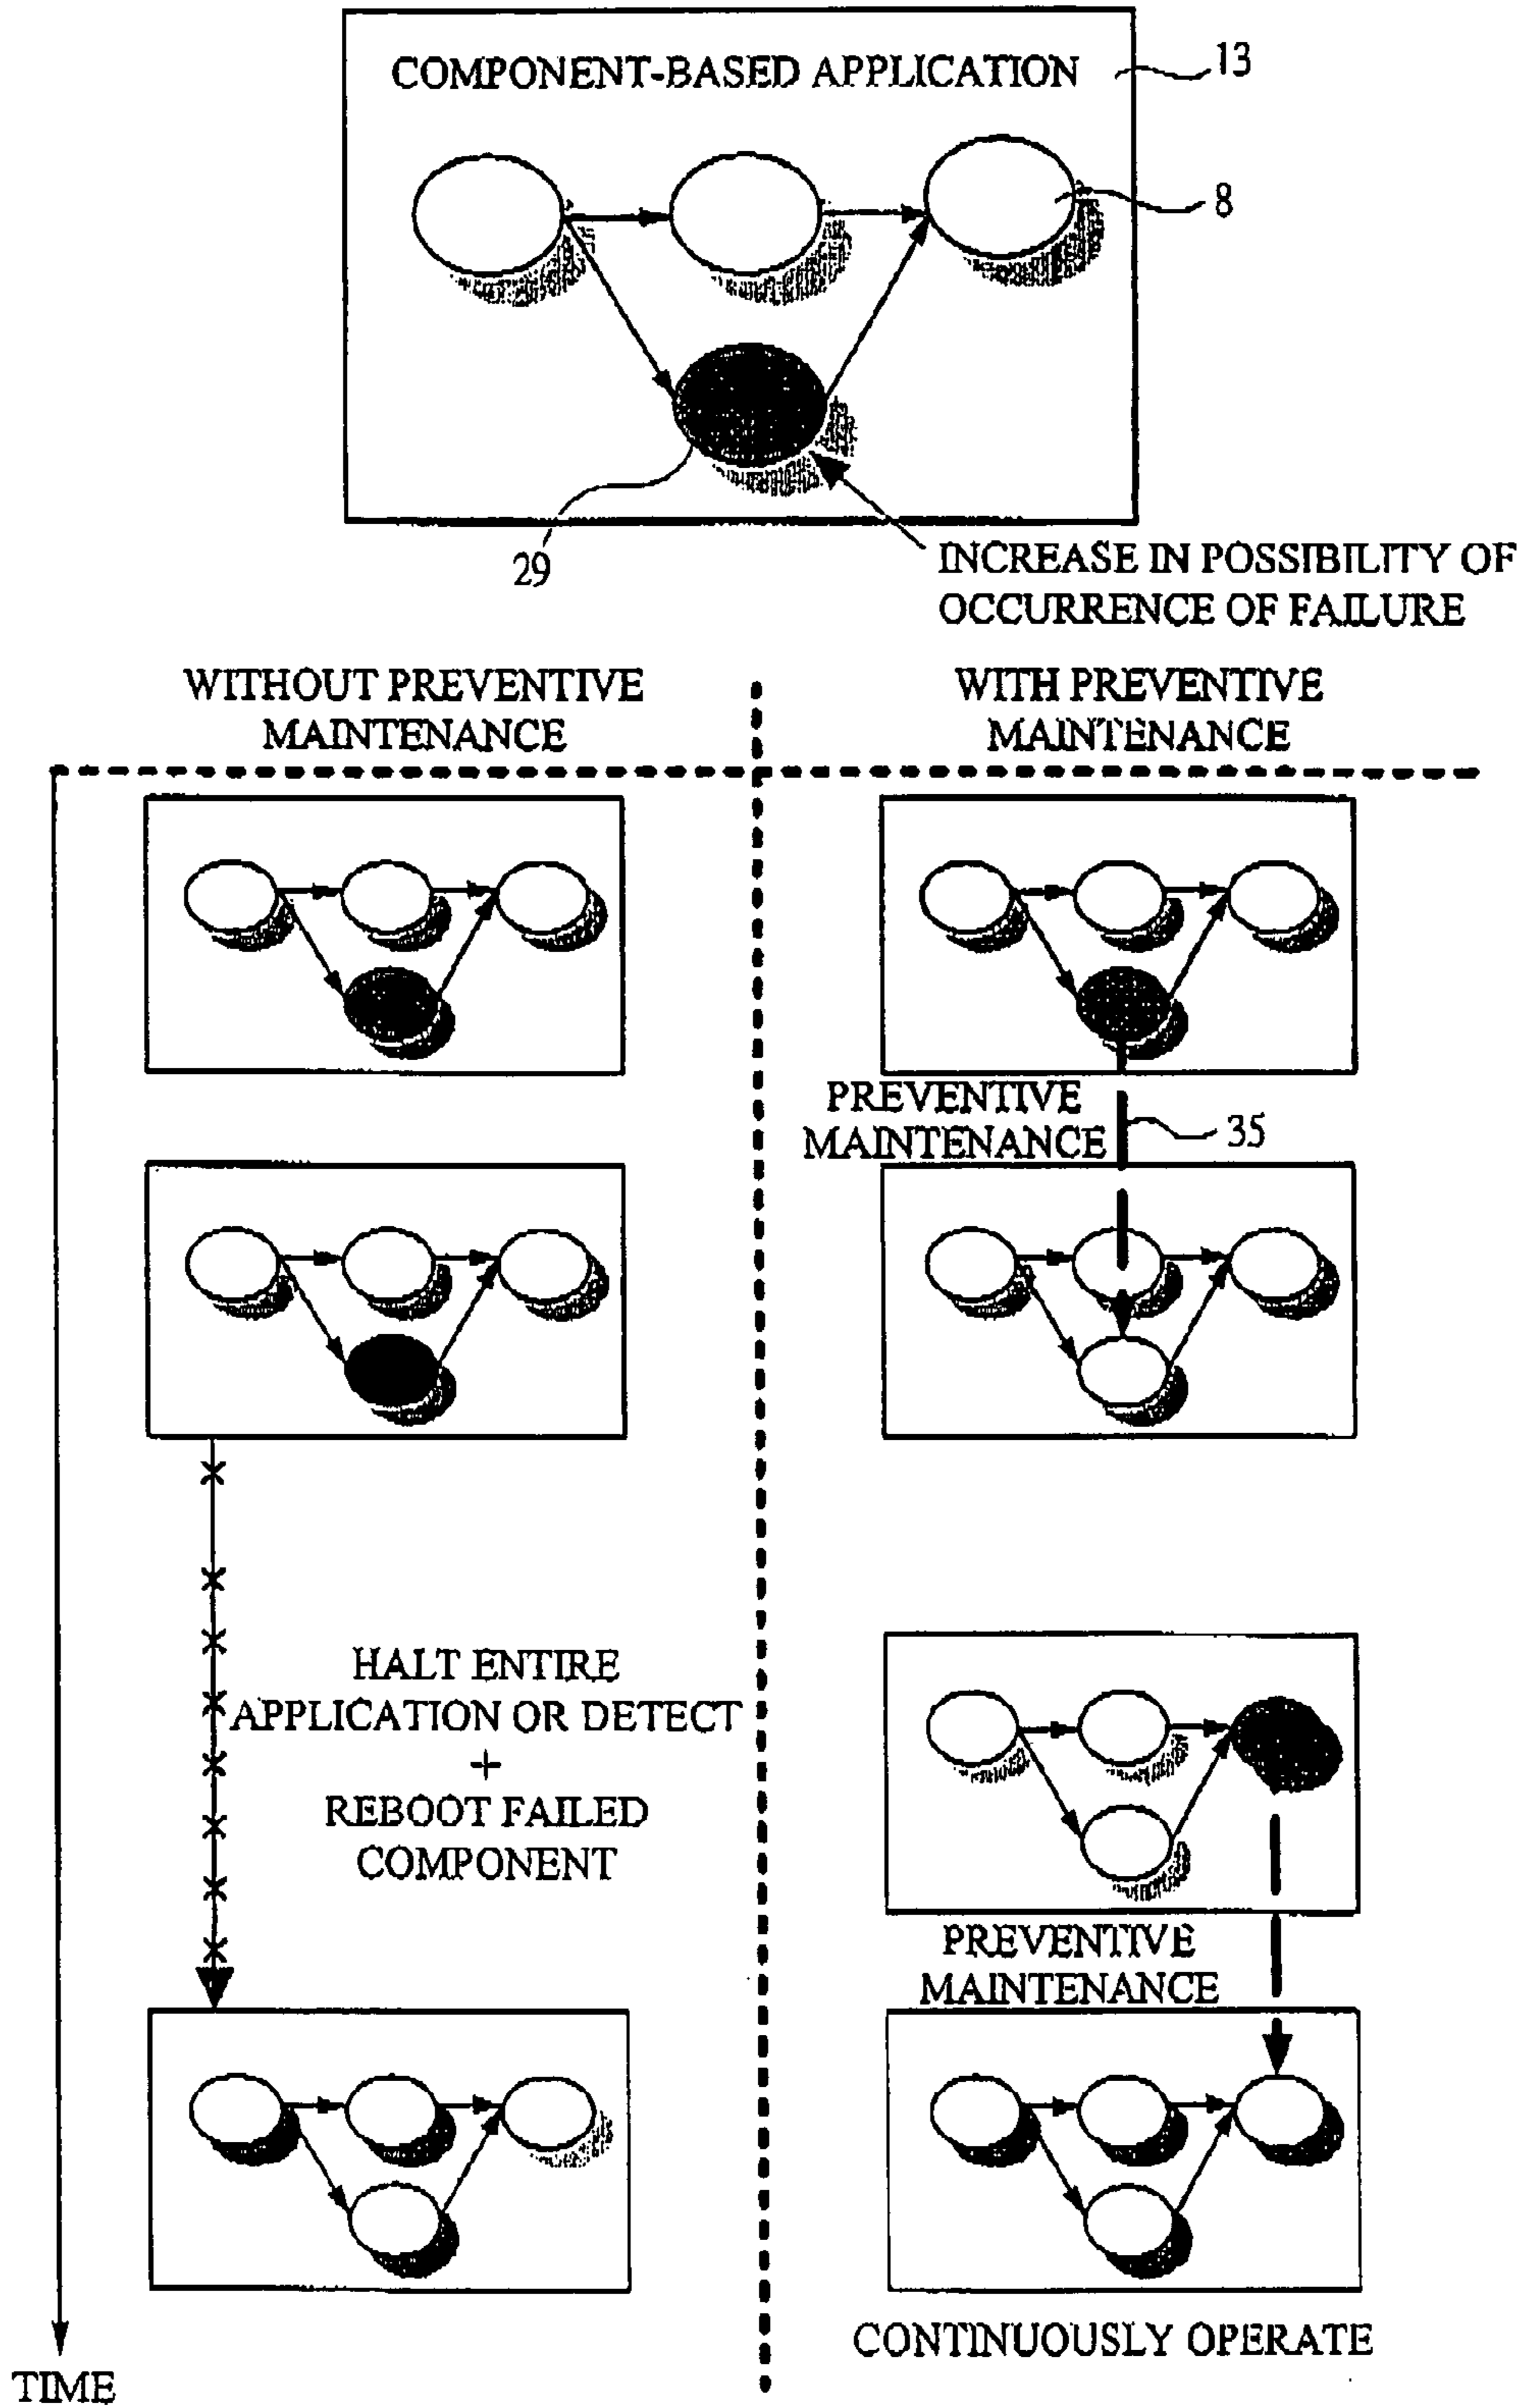 COMPONENT-BASED APPLICATION
13
8
29
INCREASE IN POSSIBILITY OF
OCCURRENCE OF FAILURE
WITHOUT PREVENTIVE
MAINTENANCE
WITH PREVENTIVE
MAINTENANCE
PREVENTIVE
MAINTENANCE
35
HALT ENTIRE
APPLICATION OR DETECT
+
REBOOT FAILED
COMPONENT
PREVENTIVE
MAINTENANCE
CONTINUOUSLY OPERATE
TIME